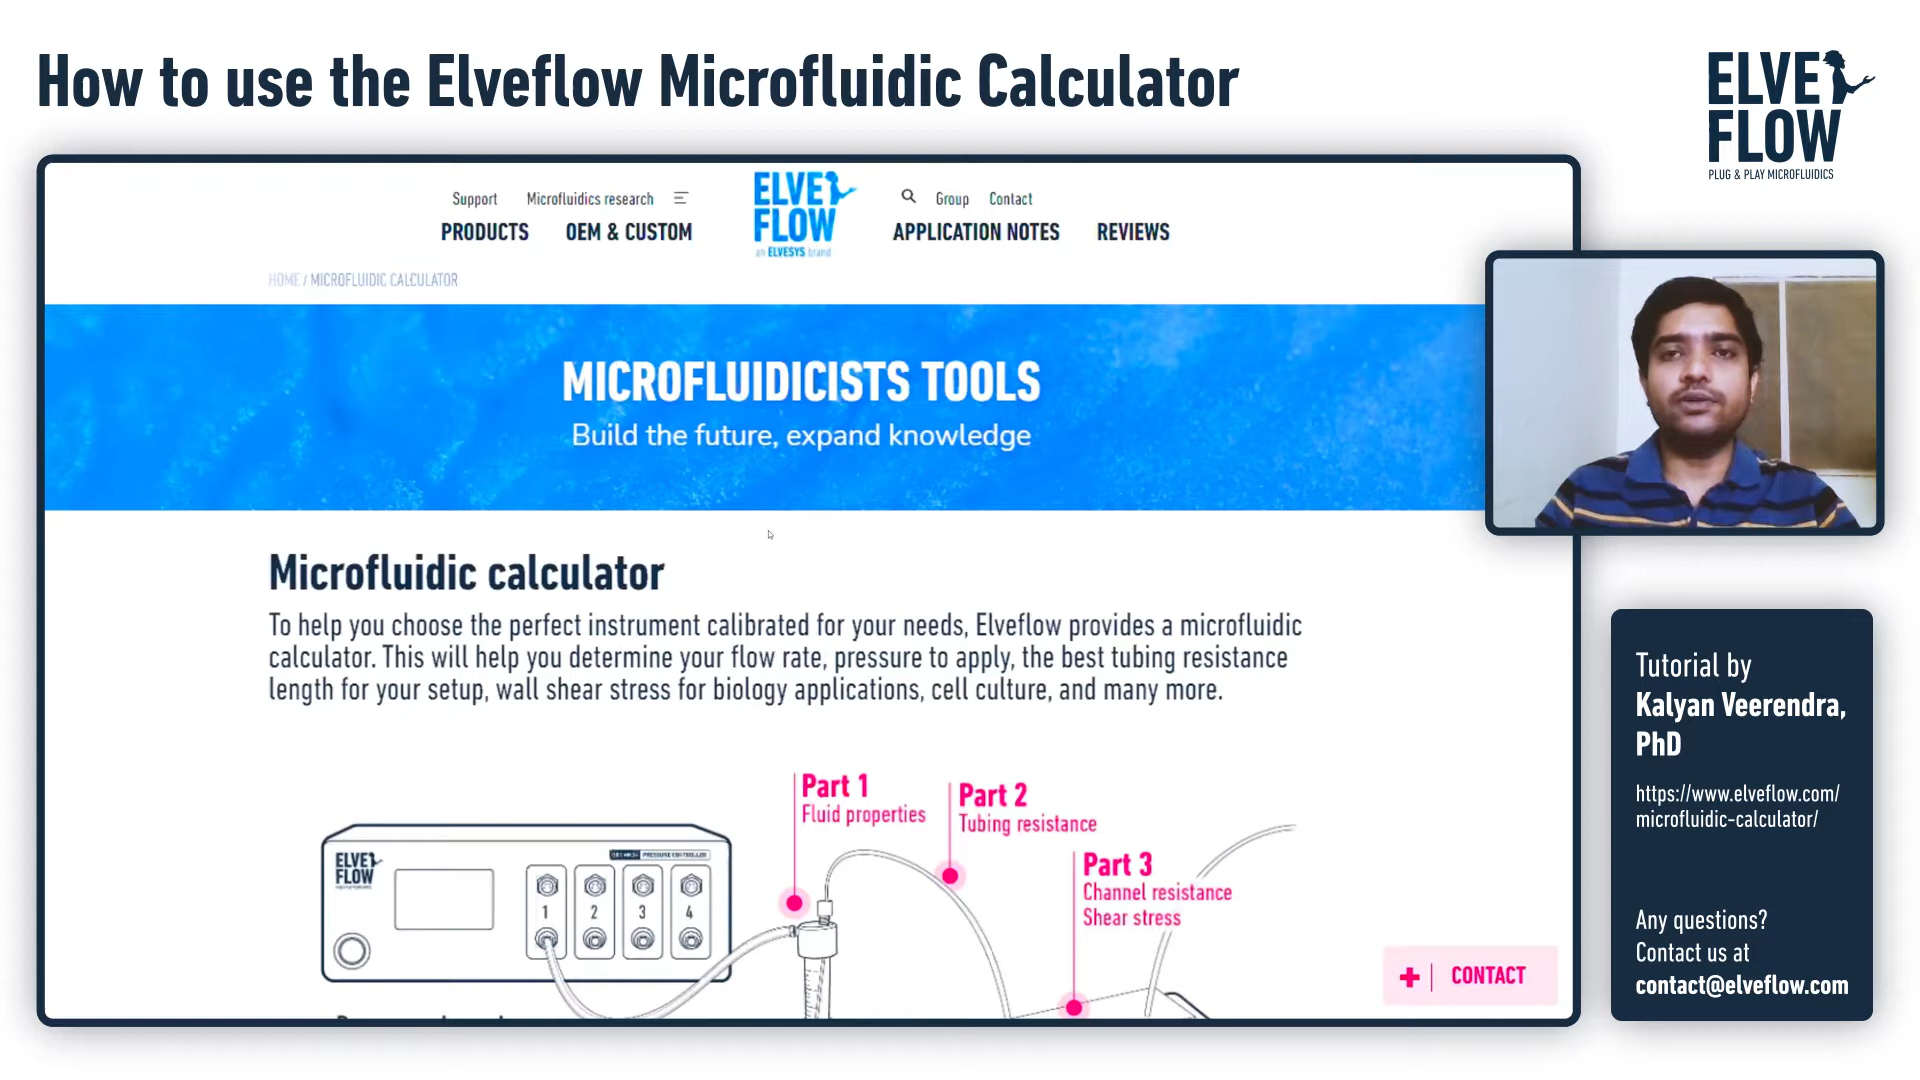 How to use the Elveflow Microfluidic Calculator
ELVE
FLOW
PLUG & PLAY MICROFLUIDICS
Support
Microfluidics research
Group
Contact
PRODUCTS
OEM & CUSTOM
ELVE
FLOW
an ELVESYS brand
APPLICATION NOTES
REVIEWS
HOME / MICROFLUIDIC CALCULATOR
MICROFLUIDICISTS TOOLS
Build the future, expand knowledge
Microfluidic calculator
To help you choose the perfect instrument calibrated for your needs, Elveflow provides a microfluidic
calculator. This will help you determine your flow rate, pressure to apply, the best tubing resistance
length for your setup, wall shear stress for biology applications, cell culture, and many more.
Part 1
Fluid properties
Part 2
Tubing resistance
Part 3
Channel resistance
Shear stress
ELVE
FLOW
PRESSURE CONTROLLER
1
2
3
4
CONTACT
Tutorial by
Kalyan Veerendra,
PhD
https://www.elveflow.com/
microfluidic-calculator/
Any questions?
Contact us at
contact@elveflow.com